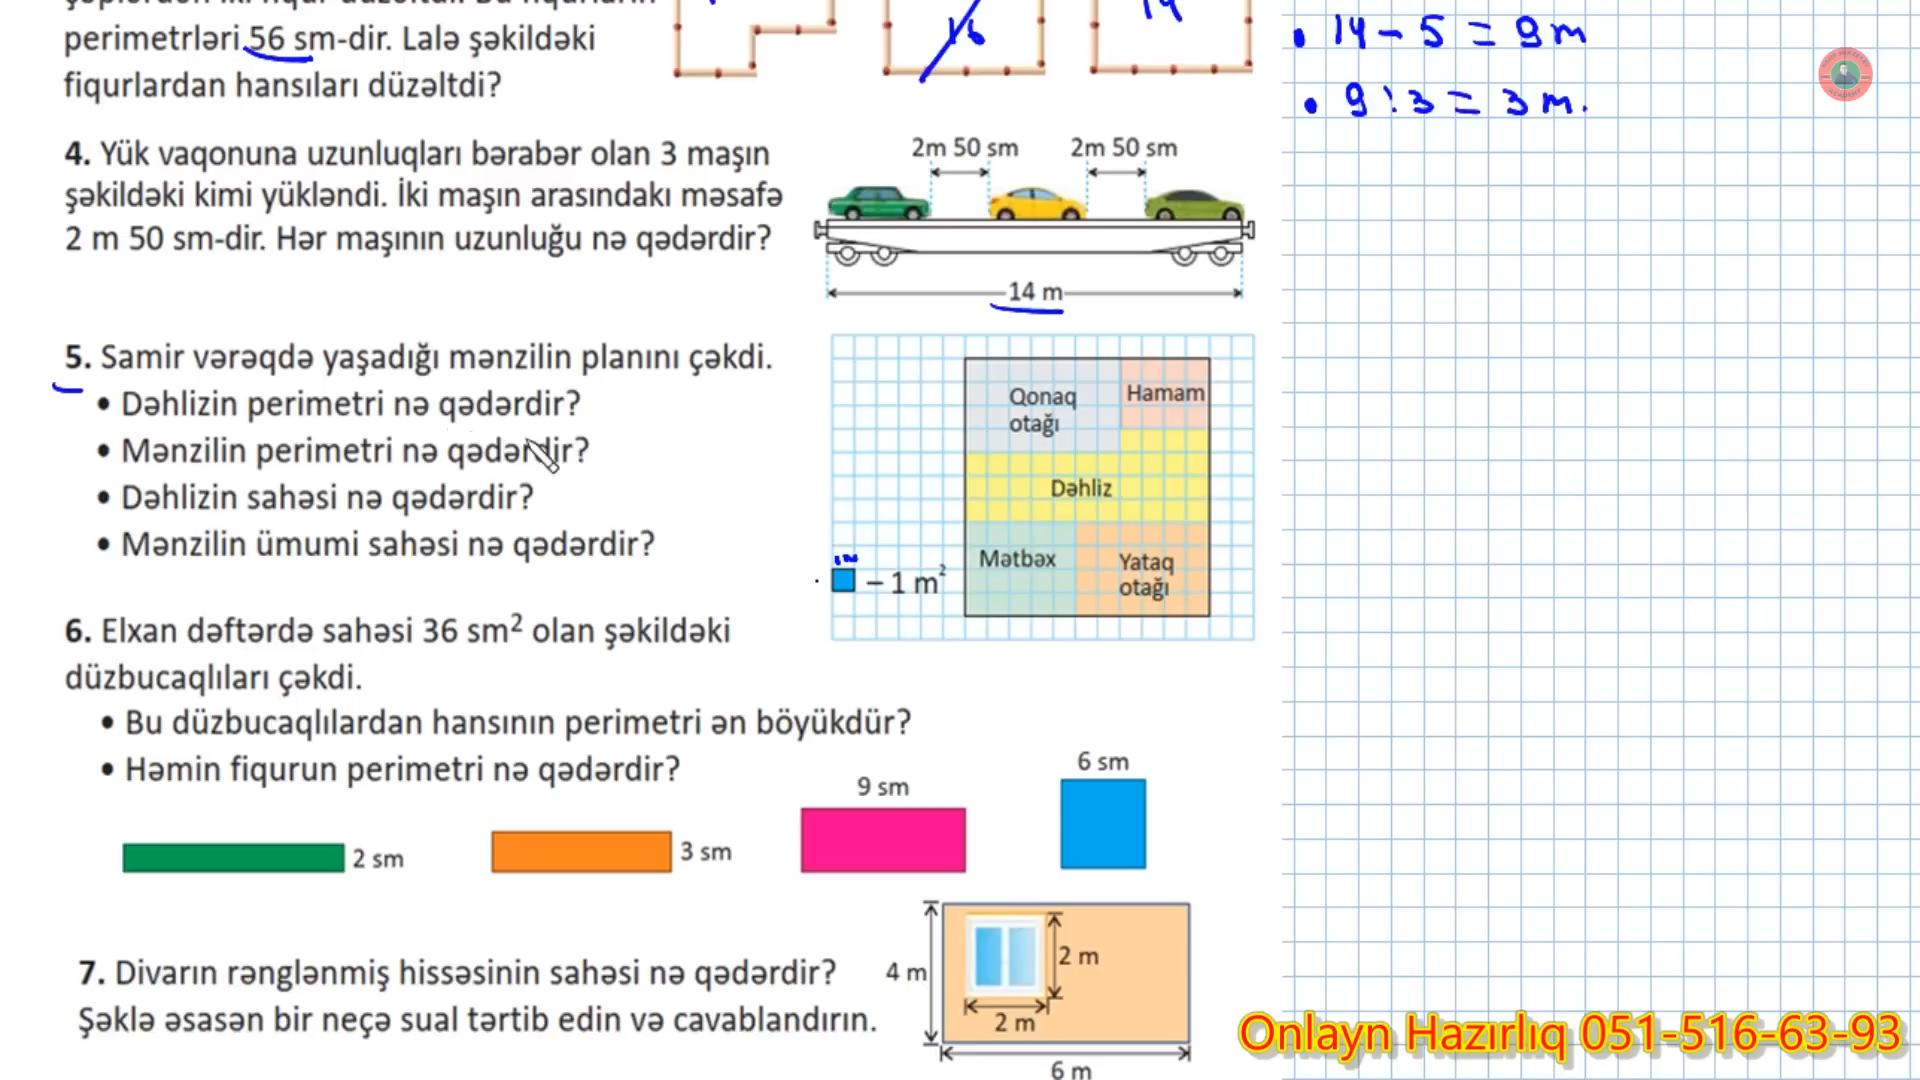 perimetrləri 56 sm-dir. Lalə şəkildəki
fiqurlardan hansıları düzəltdi?
16
14
• 14 - 5 = 9 m
• 9 : 3 = 3 m.
4. Yük vaqonuna uzunluqları bərabər olan 3 maşın
şəkildəki kimi yükləndi. İki maşın arasındakı məsafə
2 m 50 sm-dir. Hər maşının uzunluğu nə qədərdir?
2m 50 sm 2m 50 sm
14 m
5. Samir vərəqdə yaşadığı mənzilin planını çəkdi.
• Dəhlizin perimetri nə qədərdir?
• Mənzilin perimetri nə qədərdir?
• Dəhlizin sahəsi nə qədərdir?
• Mənzilin ümumi sahəsi nə qədərdir?
Qonaq
otağı
Hamam
Dəhliz
Mətbəx
Yataq
otağı
1m
– 1 m²
6. Elxan dəftərdə sahəsi 36 sm² olan şəkildəki
düzbucaqlıları çəkdi.
• Bu düzbucaqlılardan hansının perimetri ən böyükdür?
• Həmin fiqurun perimetri nə qədərdir?
2 sm
3 sm
9 sm
6 sm
7. Divarın rənglənmiş hissəsinin sahəsi nə qədərdir?
Şəklə əsasən bir neçə sual tərtib edin və cavablandırın.
4 m
2 m
2 m
6 m
Onlayn Hazırlıq 051-516-63-93